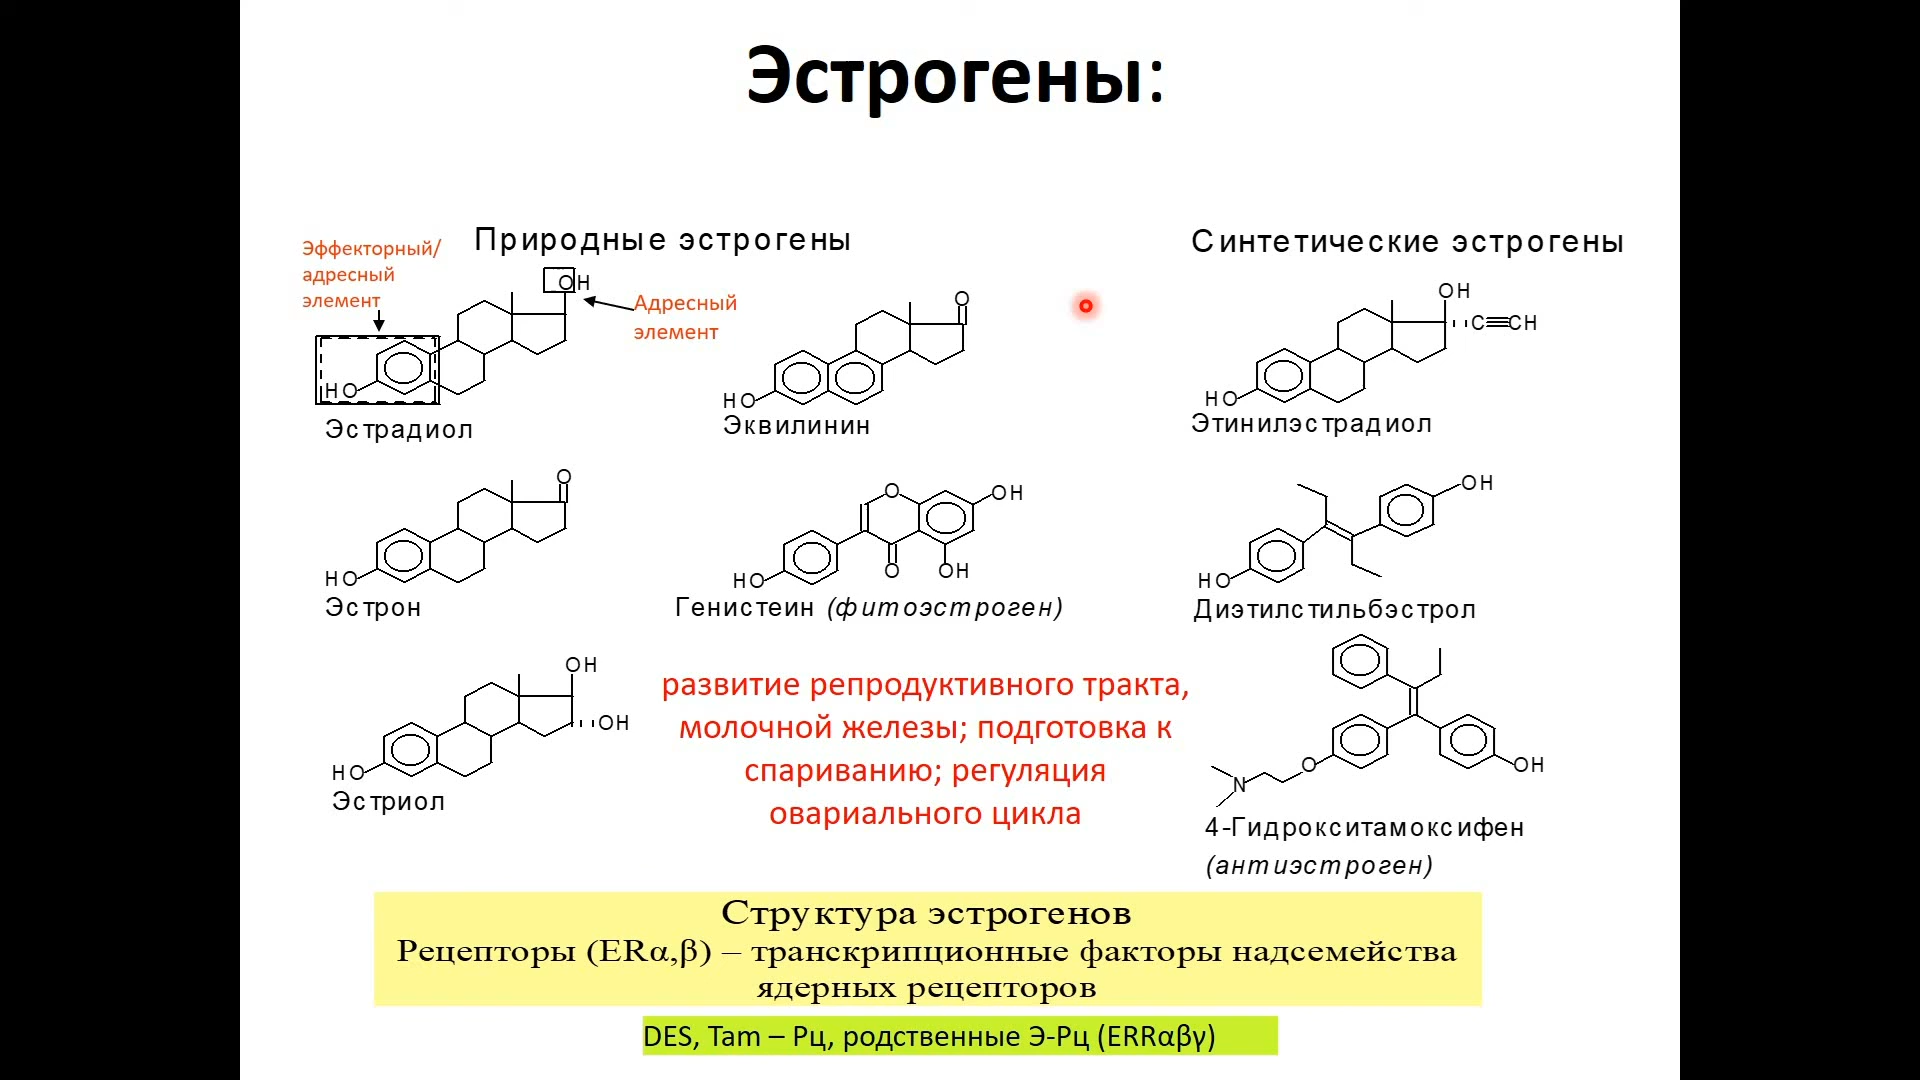 Эстрогены:
Природные эстрогены
Синтетические эстрогены
Эффекторный/
адресный
элемент
OH
Адресный
элемент
HO
Эстрадиол
O
HO
Эквилинин
OH
C≡CH
HO
Этинилэстрадиол
O
HO
Эстрон
O
OH
HO
O
OH
Генистеин (фитоэстроген)
OH
HO
Диэтилстильбэстрол
OH
OH
HO
Эстриол
развитие репродуктивного тракта,
молочной железы; подготовка к
спариванию; регуляция
овариального цикла
O
OH
N
4-Гидрокситамоксифен
(антиэстроген)
Структура эстрогенов
Рецепторы (ERα,β) – транскрипционные факторы надсемейства
ядерных рецепторов
DES, Tam – Рц, родственные Э-Рц (ERRαβγ)